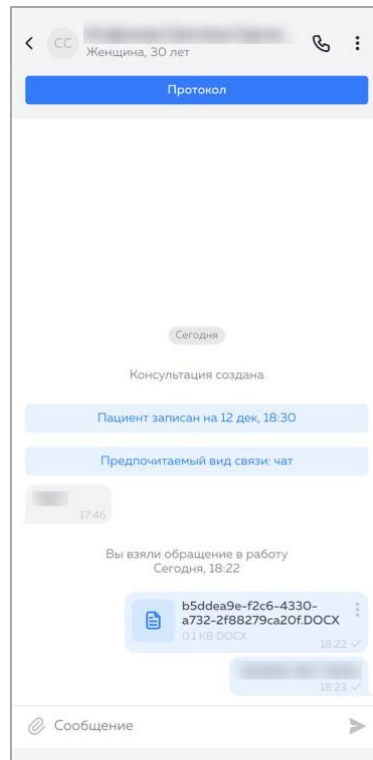 СС
Женщина, 30 лет
Протокол
Сегодня
Консультация создана
Пациент записан на 12 дек, 18:30
Предпочитаемый вид связи: чат
17:46
Вы взяли обращение в работу
Сегодня, 18:22
b5ddea9e-f2c6-4330-
a732-2f88279ca20f.DOCX
0.1 KB DOCX
18:22
18:23
Сообщение